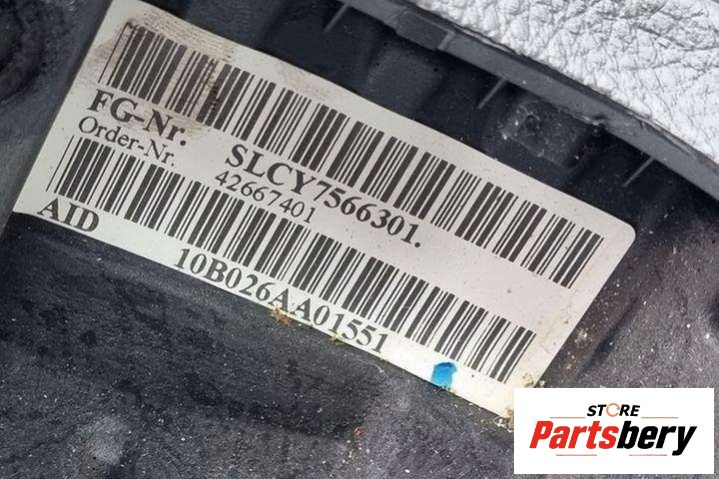 FG-Nr. SLCY7566301.
Order-Nr. 42667401
AID 10B026AA01551
STORE
Partsbery